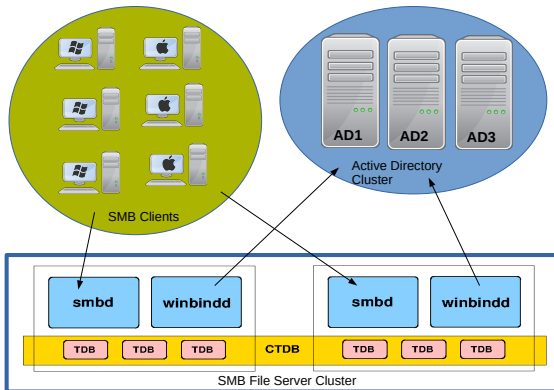 SMB Clients
AD1
AD2
AD3
Active Directory
Cluster
smbd
winbindd
smbd
winbindd
TDB
TDB
TDB
CTDB
TDB
TDB
TDB
SMB File Server Cluster